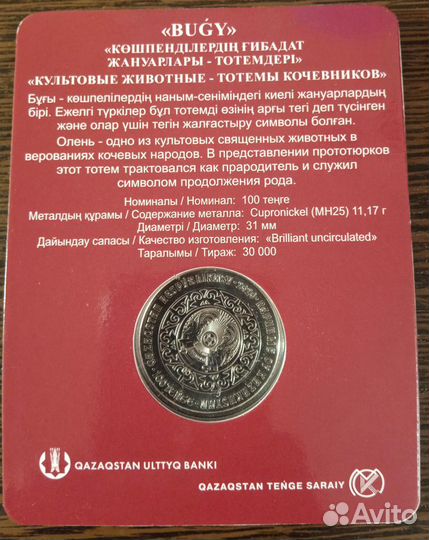 «BUǴY»
«КӨШПЕНДІЛЕРДІҢ ҒИБАДАТ
ЖАНУАРЛАРЫ - ТОТЕМДЕРІ»
«КУЛЬТОВЫЕ ЖИВОТНЫЕ - ТОТЕМЫ КОЧЕВНИКОВ»
Бұғы - көшпелілердің наным-сеніміндегі киелі жануарлардың
бірі. Ежелгі түркілер бұл тотемді өзінің арғы тегі деп түсінген
және олар үшін тегін жалғастыру символы болған.
Олень - одно из культовых священных животных в
верованиях кочевых народов. В представлении прототюрков
этот тотем трактовался как прародитель и служил
символом продолжения рода.
Номиналы / Номинал: 100 теңге
Металдың құрамы / Содержание металла: Cupronickel (МН25) 11,17 г
Диаметрі / Диаметр: 31 мм
Дайындау сапасы / Качество изготовления: «Brilliant uncirculated»
Таралымы / Тираж: 30 000
QAZAQSTAN ULTTYQ BANKI
QAZAQSTAN TEŃGE SARAIY
Avito